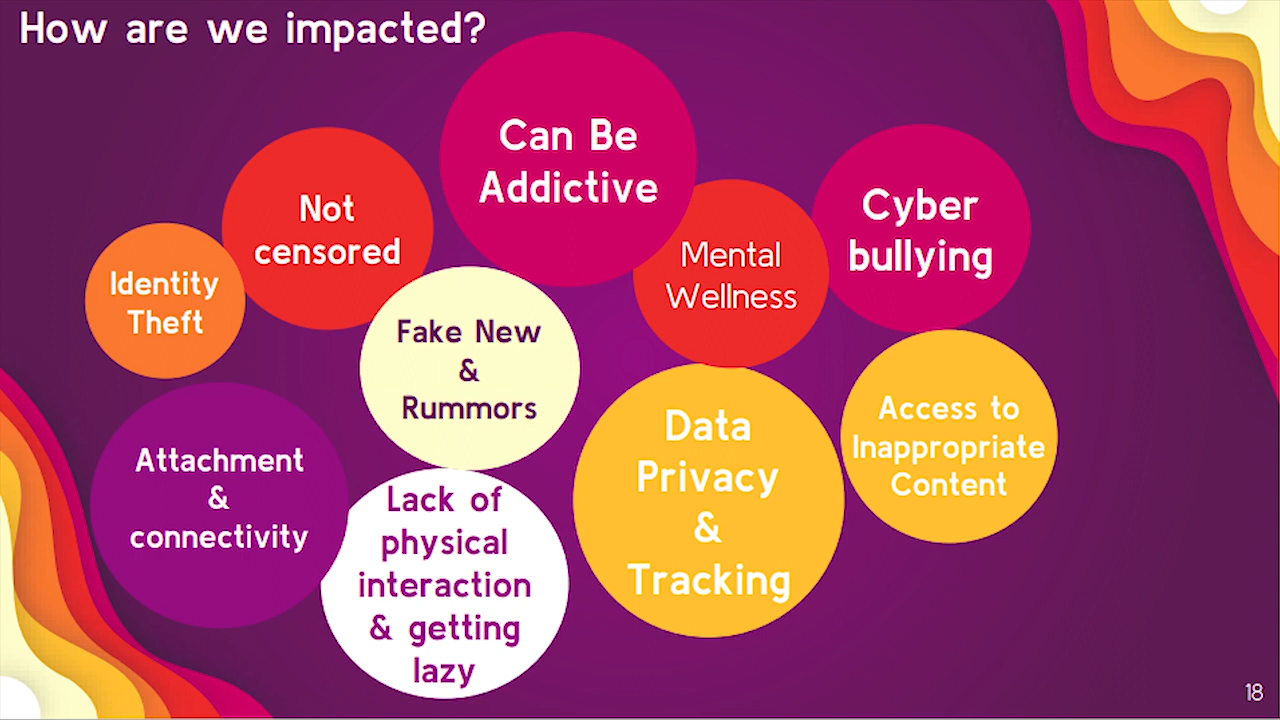 How are we impacted?
Can Be
Addictive
Not
censored
Identity
Theft
Mental
Wellness
Cyber
bullying
Fake New
&
Rummors
Attachment
&
connectivity
Lack of
physical
interaction
& getting
lazy
Data
Privacy
&
Tracking
Access to
Inappropriate
Content
18